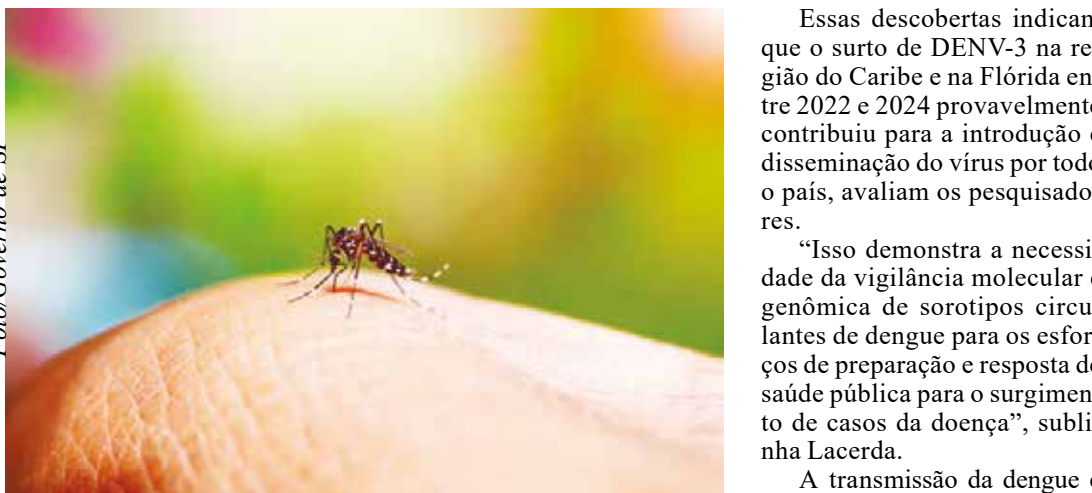 Foto/Governo de SP
Essas descobertas indicam
que o surto de DENV-3 na re
gião do Caribe e na Flórida en
tre 2022 e 2024 provavelmente
contribuiu para a introdução e
disseminação do vírus por todo
o país, avaliam os pesquisado
res.
“Isso demonstra a necessi
dade da vigilância molecular e
genômica de sorotipos circu
lantes de dengue para os esfor
ços de preparação e resposta de
saúde pública para o surgimen
to de casos da doença”, subli
nha Lacerda.
A transmissão da dengue é